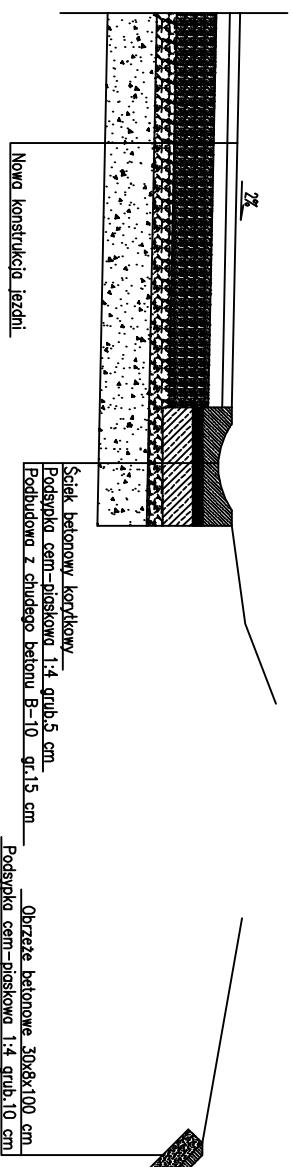 2%
Nowa konstrukcja jezdni
Ściek betonowy korytkowy
Podsypka cem-piaskowa 1:4 grub.5 cm
Podbudowa z chudego betonu B-10 gr.15 cm
Obrzeże betonowe 30x8x100 cm
Podsypka cem-piaskowa 1:4 grub.10 cm